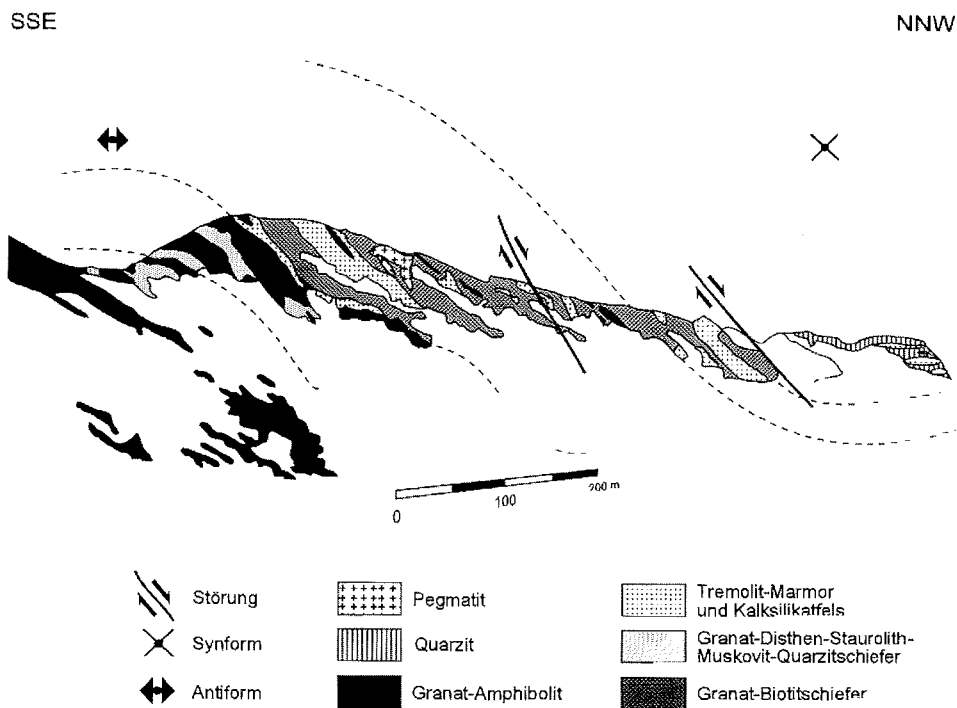 SSE
NNW
0
100
200 m
Störung
Synform
Antiform
Pegmatit
Quarzit
Granat-Amphibolit
Tremolit-Marmor
und Kalksilikatfels
Granat-Disthen-Staurolith-
Muskovit-Quarzitschiefer
Granat-Biotitschiefer